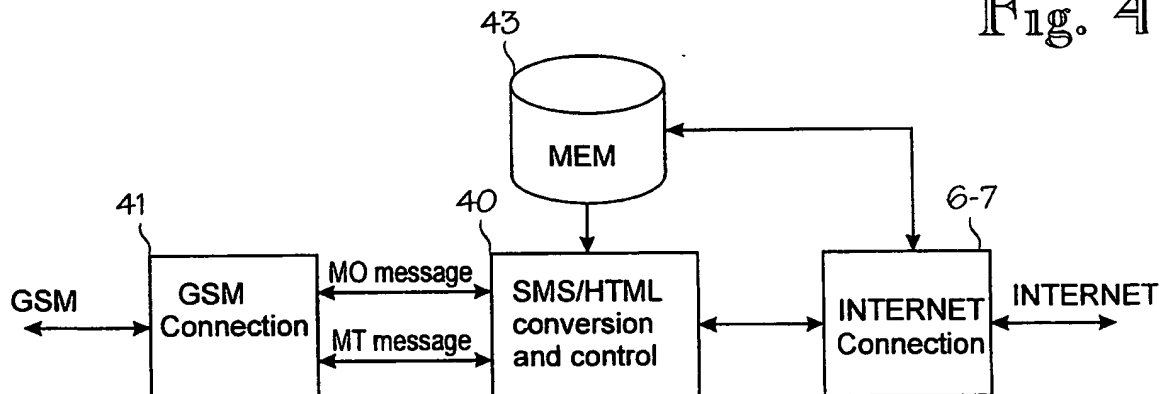 Fig. 4
43
MEM
41
40
6-7
GSM
GSM
Connection
MO message
MT message
SMS/HTML
conversion
and control
INTERNET
Connection
INTERNET